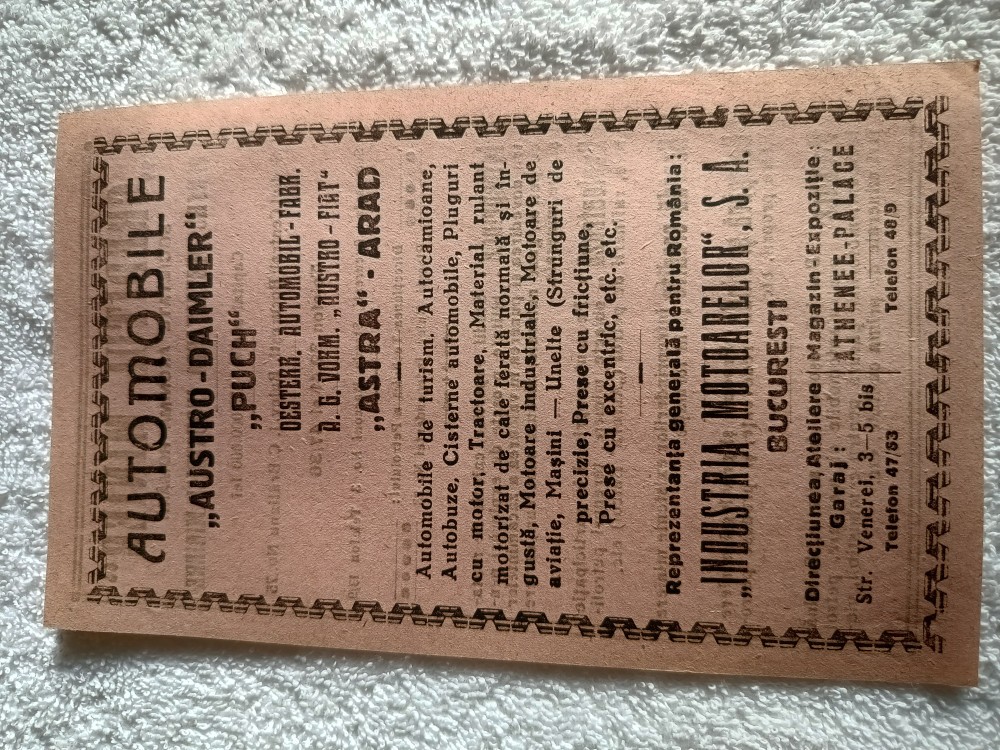 AUTOMOBILE
„AUSTRO-DAIMLER“
„PUCH“
OESTERR. AUTOMOBIL-FABR.
A. G. VORM. „AUSTRO-FIAT“
„ASTRA“ - ARAD
Automobile de turism. Autocamioane,
Autobuze, Cisterne automobile, Pluguri
cu motor, Tractoare, Material rulant
motorizat de cale ferată normală și în-
gustă, Motoare industriale, Motoare de
aviație, Mașini — Unelte (Strunguri de
precizie, Prese cu fricțiune,
Prese cu excentric, etc. etc.
Reprezentanța generală pentru România:
„INDUSTRIA MOTOARELOR“, S. A.
BUCUREȘTI
Direcțiunea, Ateliere
Garaj:
Str. Venerei, 3—5 bis
Telefon 47/53
Magazin-Expoziție:
ATHENEE-PALACE
Telefon 48/9